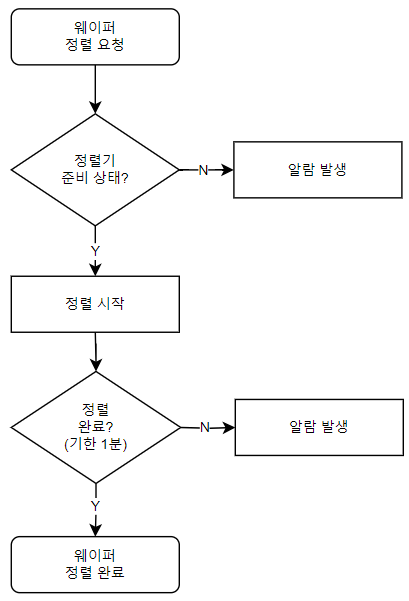 웨이퍼
정렬 요청
정렬기
준비 상태?
N
알람 발생
Y
정렬 시작
정렬
완료?
(기한 1분)
N
알람 발생
Y
웨이퍼
정렬 완료